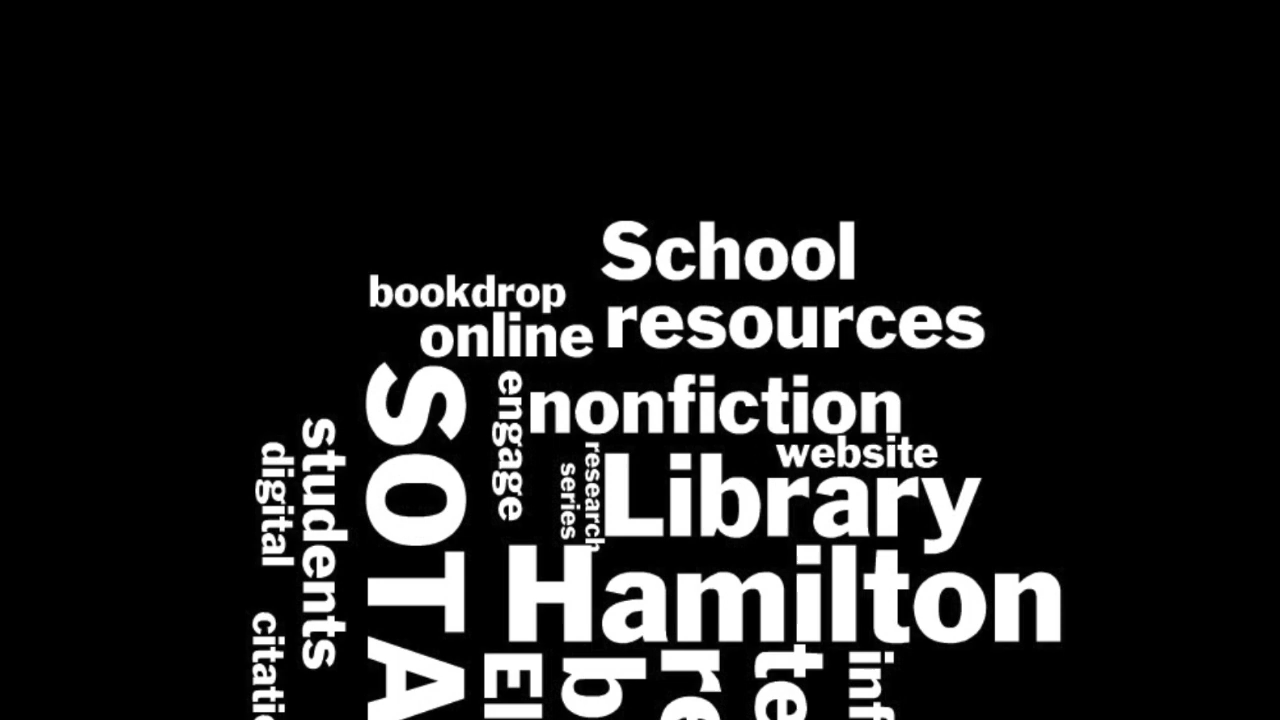 School
bookdrop
resources
online
SOTA
engage
nonfiction
students
digital
website
research
series
Library
Hamilton